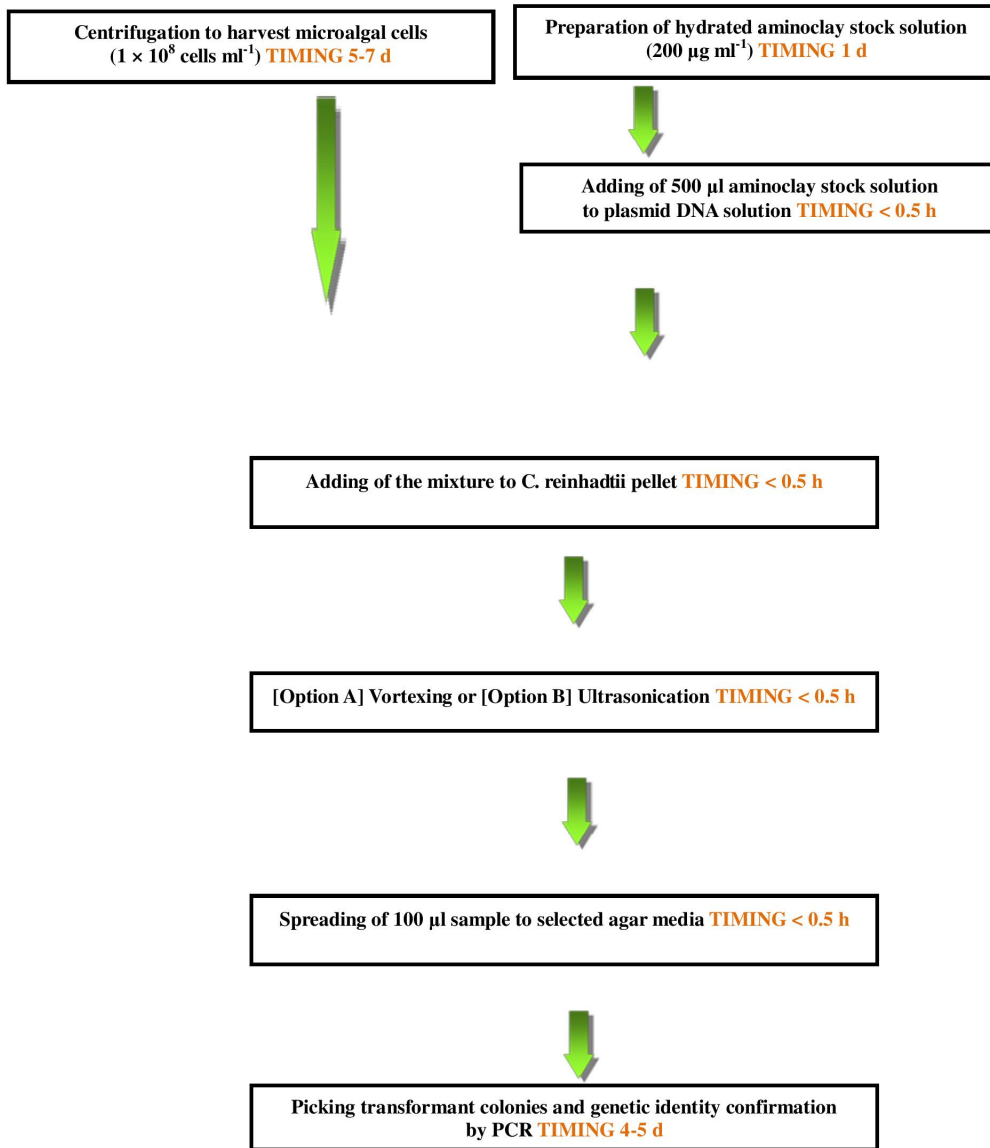 Centrifugation to harvest microalgal cells
(1 × 10⁸ cells ml⁻¹) TIMING 5-7 d
Preparation of hydrated aminoclay stock solution
(200 µg ml⁻¹) TIMING 1 d
Adding of 500 µl aminoclay stock solution
to plasmid DNA solution TIMING < 0.5 h
Adding of the mixture to C. reinhadtii pellet TIMING < 0.5 h
[Option A] Vortexing or [Option B] Ultrasonication TIMING < 0.5 h
Spreading of 100 µl sample to selected agar media TIMING < 0.5 h
Picking transformant colonies and genetic identity confirmation
by PCR TIMING 4-5 d